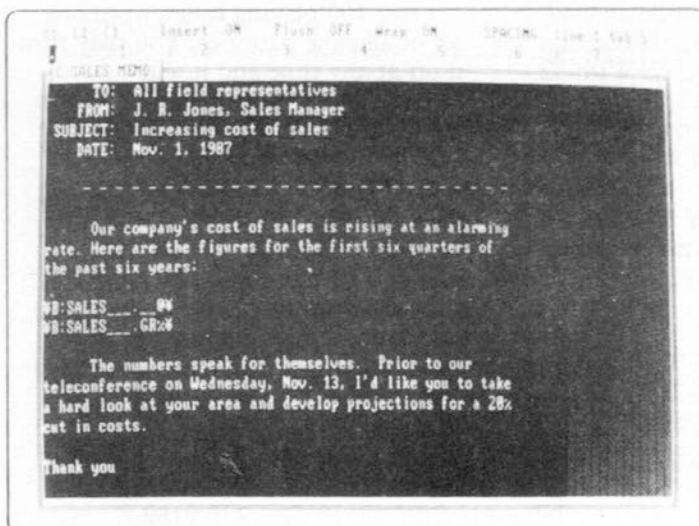 Insert ON Flush OFF Wrap ON SPACING line 1 tab 5
1 2 3 4 5 6 7
SALES MEMO
TO: All field representatives
FROM: J. R. Jones, Sales Manager
SUBJECT: Increasing cost of sales
DATE: Nov. 1, 1987
- - - - - - - - - - - - - - - - - - - - - - - - - - - - -
Our company's cost of sales is rising at an alarming
rate. Here are the figures for the first six quarters of
the past six years:
¥B:SALES___.__@¥
¥B:SALES___.GR%¥
The numbers speak for themselves. Prior to our
teleconference on Wednesday, Nov. 13, I'd like you to take
a hard look at your area and develop projections for a 20%
cut in costs.
Thank you